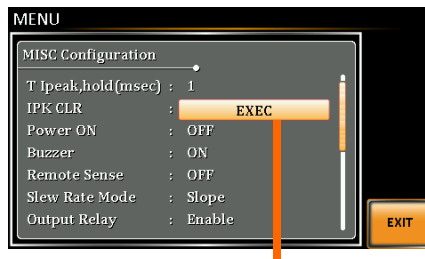 MENU
MISC Configuration
T Ipeak,hold(msec) : 1
IPK CLR : EXEC
Power ON : OFF
Buzzer : ON
Remote Sense : OFF
Slew Rate Mode : Slope
Output Relay : Enable
EXIT